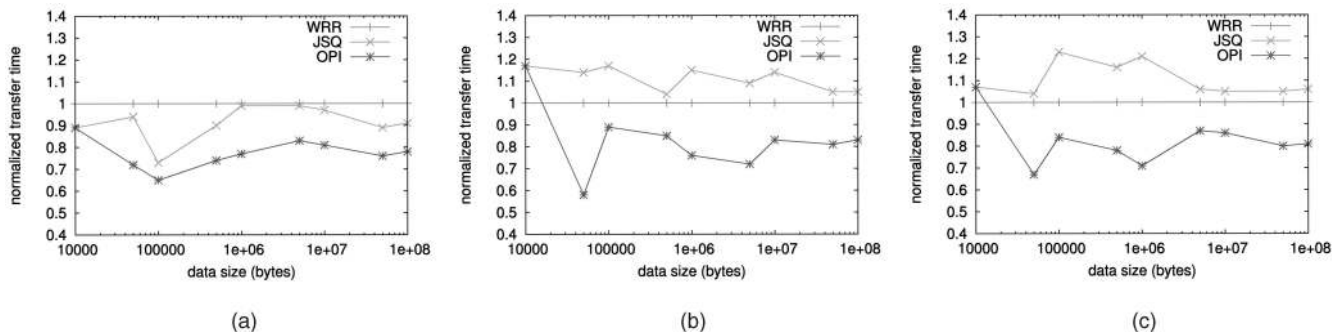 1.4
1.3
1.2
1.1
1
0.9
0.8
0.7
0.6
0.5
0.4
normalized transfer time
WRR
JSQ
OPI
10000 100000 1e+06 1e+07 1e+08
data size (bytes)
(a)
1.4
1.3
1.2
1.1
1
0.9
0.8
0.7
0.6
0.5
0.4
normalized transfer time
WRR
JSQ
OPI
10000 100000 1e+06 1e+07 1e+08
data size (bytes)
(b)
1.4
1.3
1.2
1.1
1
0.9
0.8
0.7
0.6
0.5
0.4
normalized transfer time
WRR
JSQ
OPI
10000 100000 1e+06 1e+07 1e+08
data size (bytes)
(c)